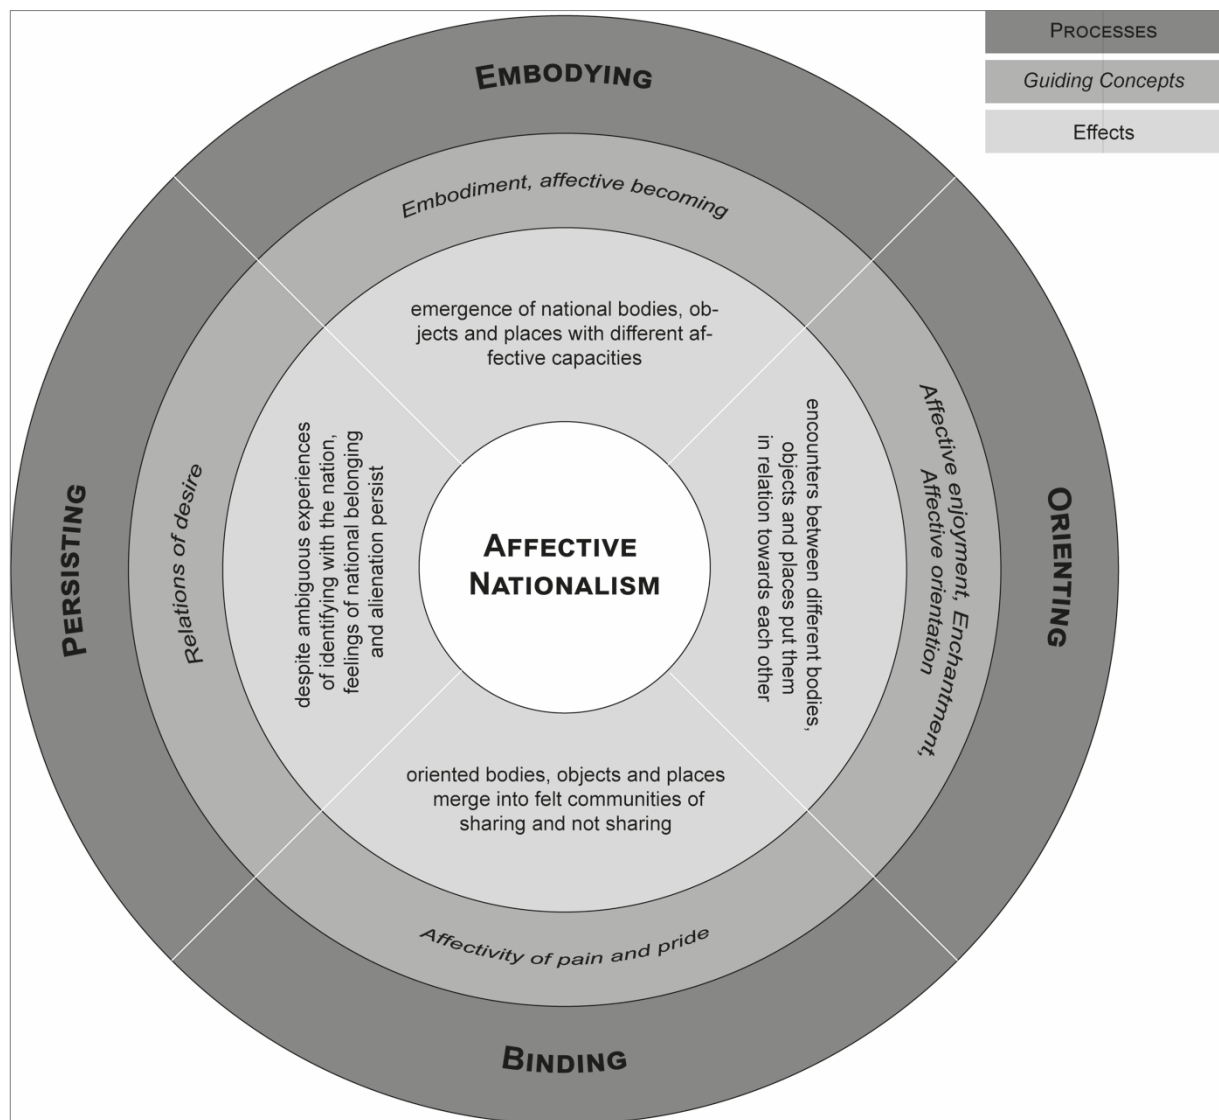 PROCESSES
Guiding Concepts
Effects
EMBODYING
Embodiment, affective becoming
emergence of national bodies, ob-
jects and places with different af-
fective capacities
ORIENTING
Affective enjoyment, Enchantment,
Affective orientation
encounters between different bodies,
objects and places put them
in relation towards each other
BINDING
Affectivity of pain and pride
oriented bodies, objects and places
merge into felt communities of
sharing and not sharing
PERSISTING
Relations of desire
despite ambiguous experiences
of identifying with the nation,
feelings of national belonging
and alienation persist
AFFECTIVE
NATIONALISM